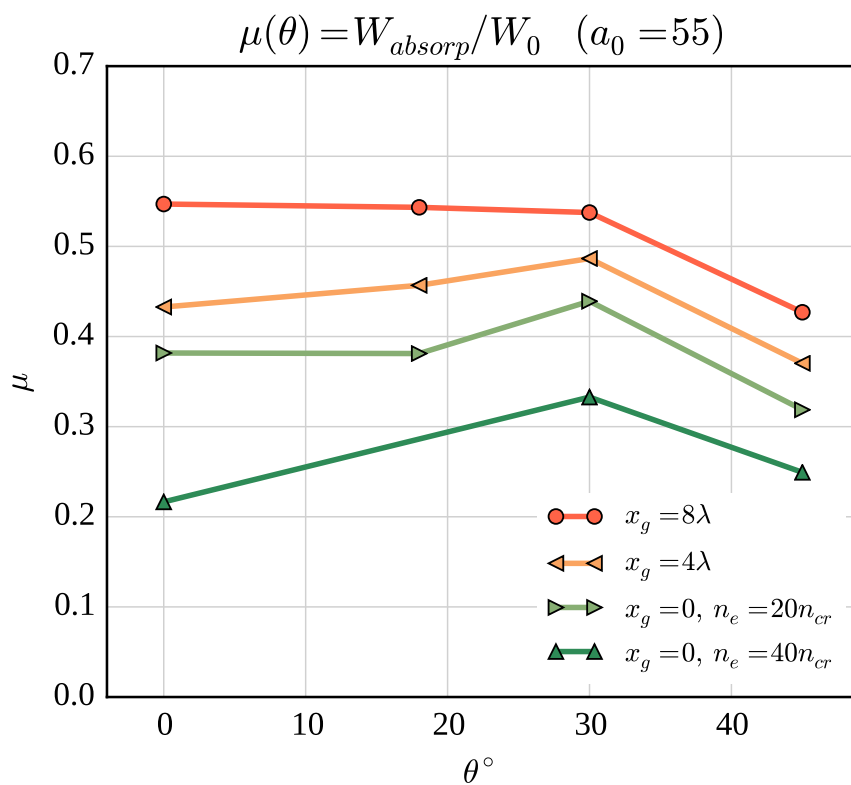 μ(θ) = W_absorp/W_0 (a_0 = 55)
0.7
0.6
0.5
0.4
0.3
0.2
0.1
0.0
μ
x_g = 8λ
x_g = 4λ
x_g = 0, n_e = 20n_cr
x_g = 0, n_e = 40n_cr
0 10 20 30 40
θ°